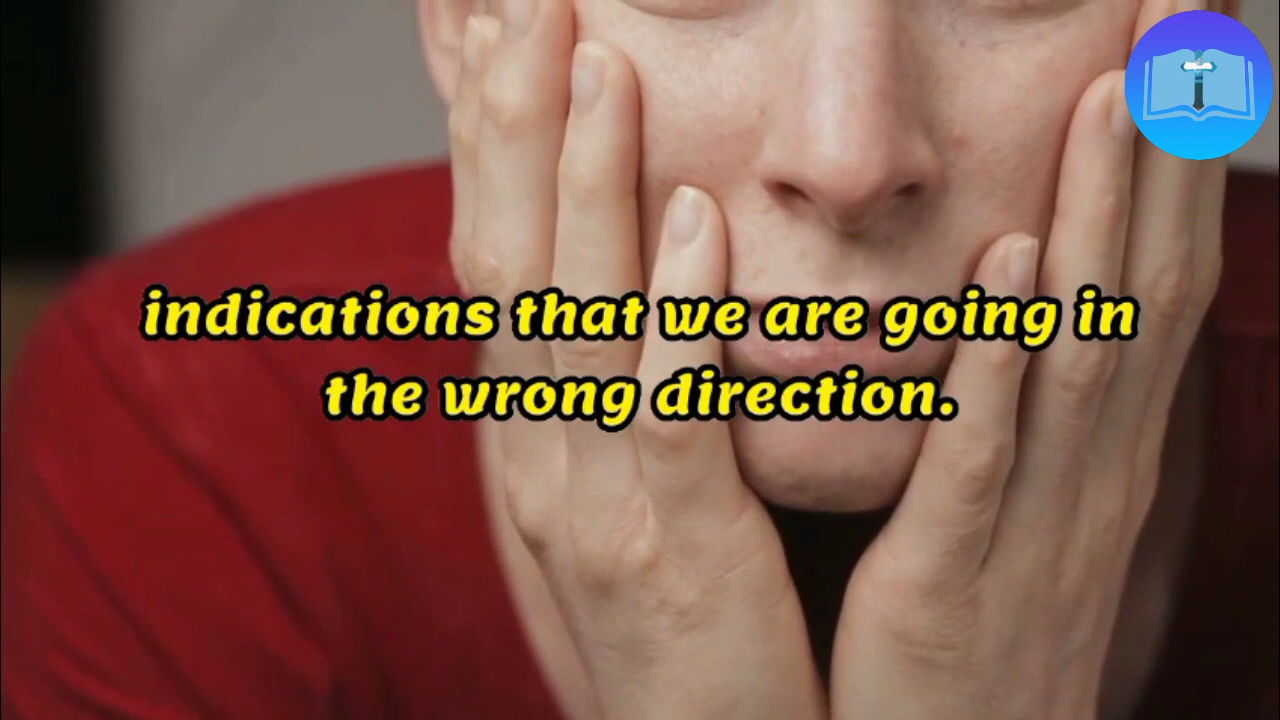 indications that we are going in
the wrong direction.